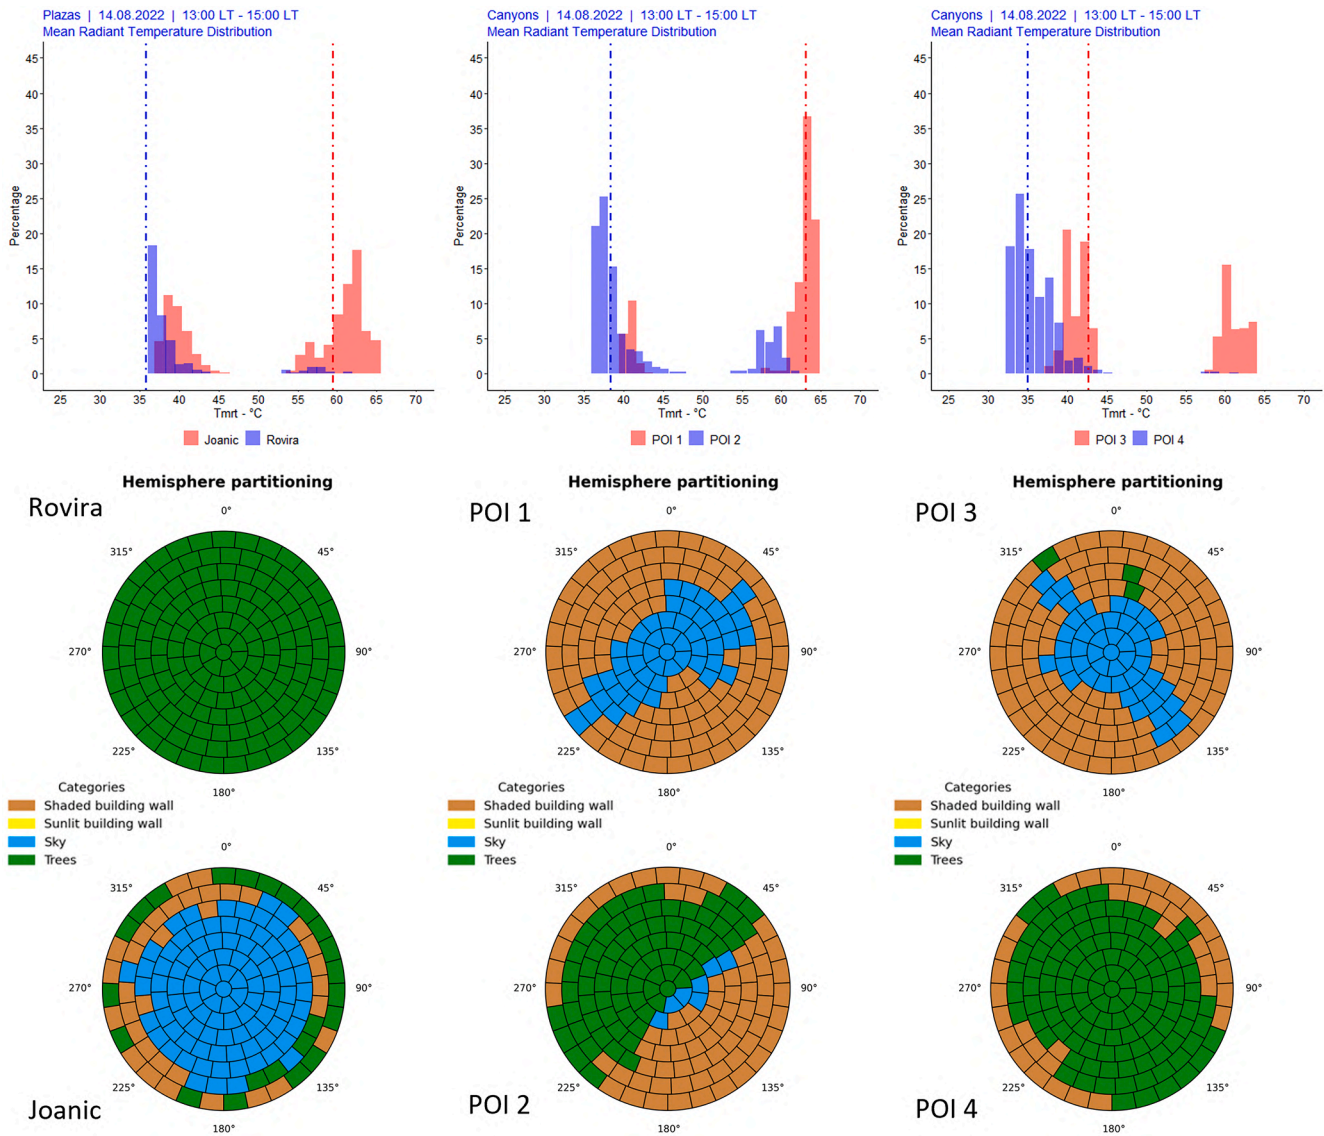 Plazas | 14.08.2022 | 13:00 LT - 15:00 LT
Mean Radiant Temperature Distribution
45
40
35
30
25
20
15
10
5
0
Percentage
25 30 35 40 45 50 55 60 65 70
Tmrt - °C
Joanic Rovira
Canyons | 14.08.2022 | 13:00 LT - 15:00 LT
Mean Radiant Temperature Distribution
45
40
35
30
25
20
15
10
5
0
Percentage
25 30 35 40 45 50 55 60 65 70
Tmrt - °C
POI 1 POI 2
Canyons | 14.08.2022 | 13:00 LT - 15:00 LT
Mean Radiant Temperature Distribution
45
40
35
30
25
20
15
10
5
0
Percentage
25 30 35 40 45 50 55 60 65 70
Tmrt - °C
POI 3 POI 4
Hemisphere partitioning
Rovira
0°
315° 45°
270° 90°
225° 135°
180°
Hemisphere partitioning
POI 1
0°
315° 45°
270° 90°
225° 135°
180°
Hemisphere partitioning
POI 3
0°
315° 45°
270° 90°
225° 135°
180°
Categories
Shaded building wall
Sunlit building wall
Sky
Trees
0°
315° 45°
270° 90°
225° 135°
180°
Joanic
Categories
Shaded building wall
Sunlit building wall
Sky
Trees
0°
315° 45°
270° 90°
225° 135°
180°
POI 2
Categories
Shaded building wall
Sunlit building wall
Sky
Trees
0°
315° 45°
270° 90°
225° 135°
180°
POI 4